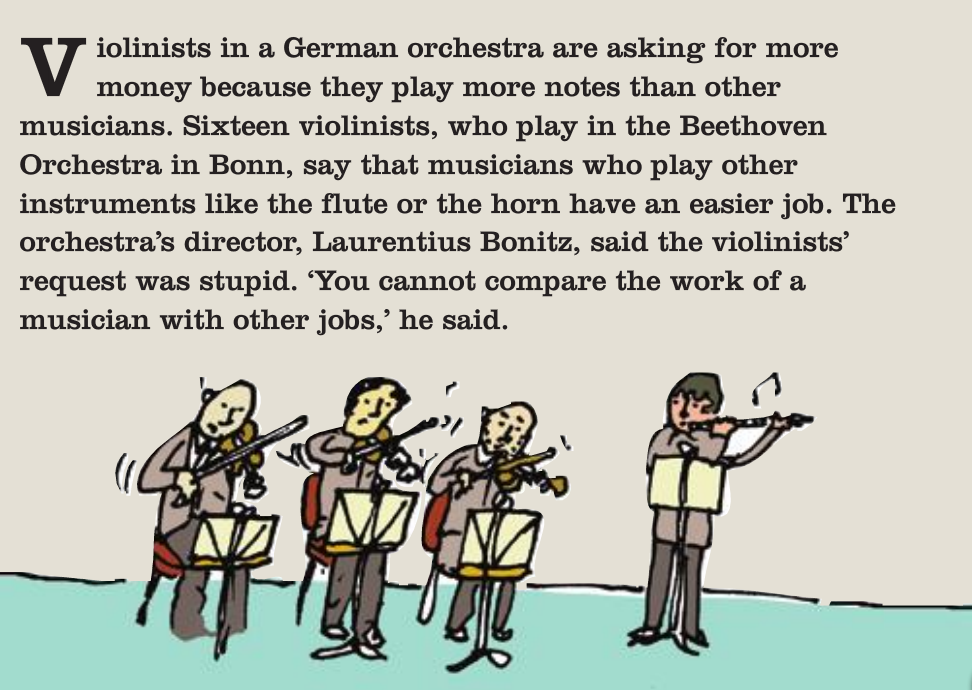 Violinists in a German orchestra are asking for more
money because they play more notes than other
musicians. Sixteen violinists, who play in the Beethoven
Orchestra in Bonn, say that musicians who play other
instruments like the flute or the horn have an easier job. The
orchestra’s director, Laurentius Bonitz, said the violinists’
request was stupid. ‘You cannot compare the work of a
musician with other jobs,’ he said.